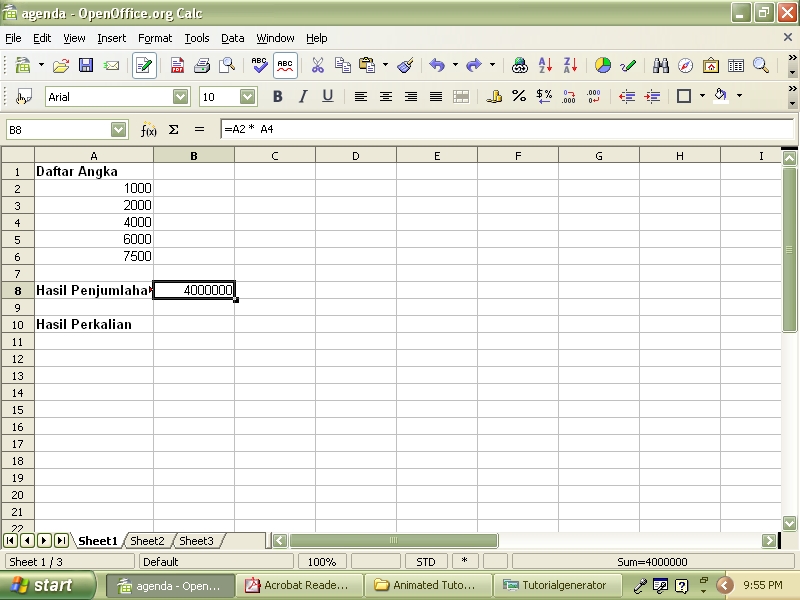 agenda - OpenOffice.org Calc
File Edit View Insert Format Tools Data Window Help
Arial 10 B I U
B8 f(x) Σ = =A2 * A4
A B C D E F G H I
1 Daftar Angka
2 1000
3 2000
4 4000
5 6000
6 7500
7
8 Hasil Penjumlaha 4000000
9
10 Hasil Perkalian
11
12
13
14
15
16
17
18
19
20
21
22
Sheet1 Sheet2 Sheet3
Sheet 1 / 3 Default 100% STD * Sum=4000000
start agenda - Open... Acrobat Reade... Animated Tuto... Tutorialgenerator 9:55 PM